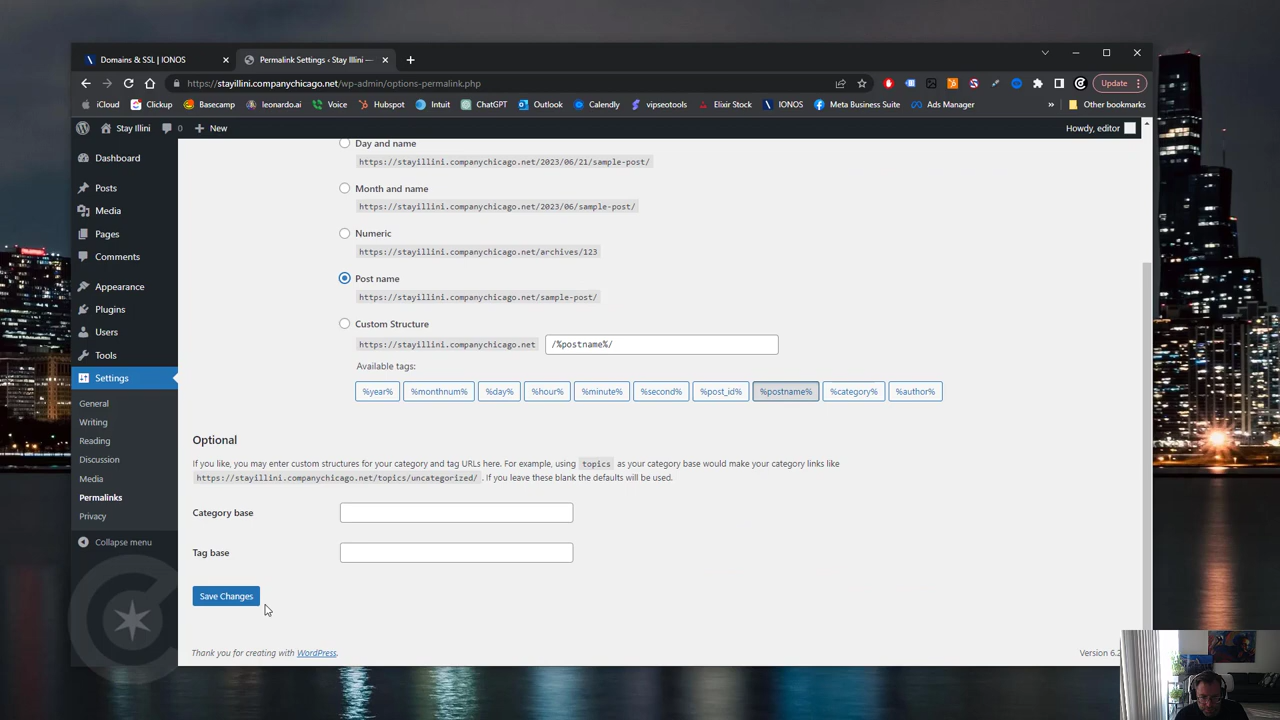 Domains & SSL | IONOS
Permalink Settings ‹ Stay Illini —
https://stayillini.companychicago.net/wp-admin/options-permalink.php
Update
iCloud Clickup Basecamp leonardo.ai Voice Hubspot Intuit ChatGPT Outlook Calendly vipseotools Elixir Stock IONOS Meta Business Suite Ads Manager » Other bookmarks
Stay Illini 0 + New Howdy, editor
Dashboard
Posts
Media
Pages
Comments
Appearance
Plugins
Users
Tools
Settings
General
Writing
Reading
Discussion
Media
Permalinks
Privacy
Collapse menu
Day and name
https://stayillini.companychicago.net/2023/06/21/sample-post/
Month and name
https://stayillini.companychicago.net/2023/06/sample-post/
Numeric
https://stayillini.companychicago.net/archives/123
Post name
https://stayillini.companychicago.net/sample-post/
Custom Structure
https://stayillini.companychicago.net /%postname%/
Available tags:
%year% %monthnum% %day% %hour% %minute% %second% %post_id% %postname% %category% %author%
Optional
If you like, you may enter custom structures for your category and tag URLs here. For example, using topics as your category base would make your category links like
https://stayillini.companychicago.net/topics/uncategorized/ . If you leave these blank the defaults will be used.
Category base
Tag base
Save Changes
Thank you for creating with WordPress.
Version 6.2